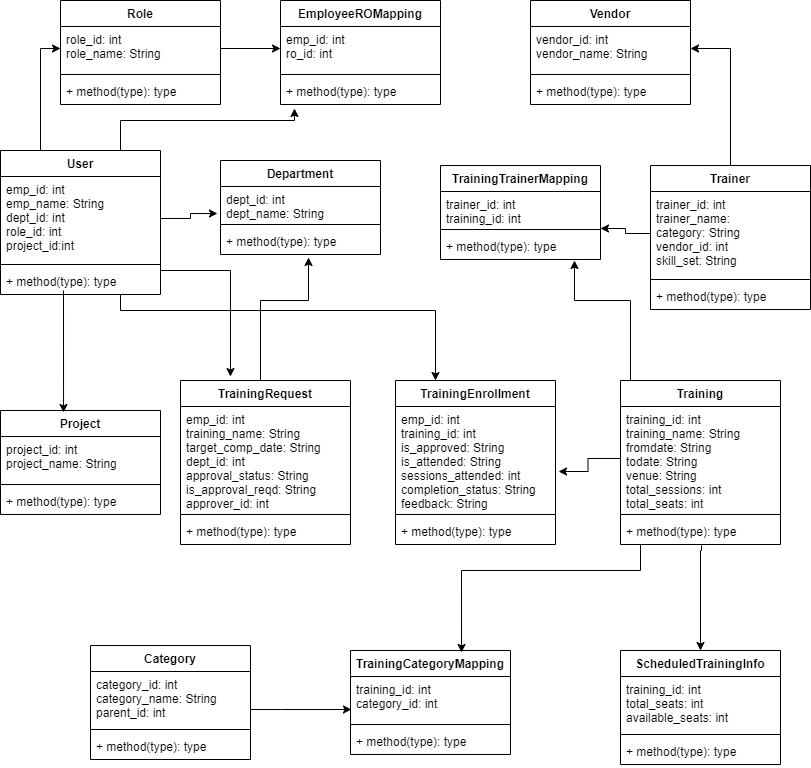 Role
role_id: int
role_name: String
+ method(type): type
EmployeeROMapping
emp_id: int
ro_id: int
+ method(type): type
Vendor
vendor_id: int
vendor_name: String
+ method(type): type
User
emp_id: int
emp_name: String
dept_id: int
role_id: int
project_id:int
+ method(type): type
Department
dept_id: int
dept_name: String
+ method(type): type
TrainingTrainerMapping
trainer_id: int
training_id: int
+ method(type): type
Trainer
trainer_id: int
trainer_name:
category: String
vendor_id: int
skill_set: String
+ method(type): type
Project
project_id: int
project_name: String
+ method(type): type
TrainingRequest
emp_id: int
training_name: String
target_comp_date: String
dept_id: int
approval_status: String
is_approval_reqd: String
approver_id: int
+ method(type): type
TrainingEnrollment
emp_id: int
training_id: int
is_approved: String
is_attended: String
sessions_attended: int
completion_status: String
feedback: String
+ method(type): type
Training
training_id: int
training_name: String
fromdate: String
todate: String
venue: String
total_sessions: int
total_seats: int
+ method(type): type
Category
category_id: int
category_name: String
parent_id: int
+ method(type): type
TrainingCategoryMapping
training_id: int
category_id: int
+ method(type): type
ScheduledTrainingInfo
training_id: int
total_seats: int
available_seats: int
+ method(type): type